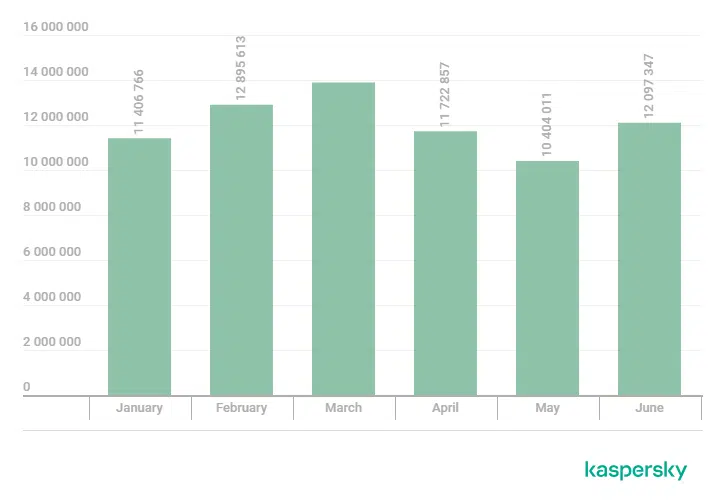 16 000 000
14 000 000
12 000 000
10 000 000
8 000 000
6 000 000
4 000 000
2 000 000
0
11 406 766
12 895 613
11 722 857
10 404 011
12 097 347
January
February
March
April
May
June
kaspersky